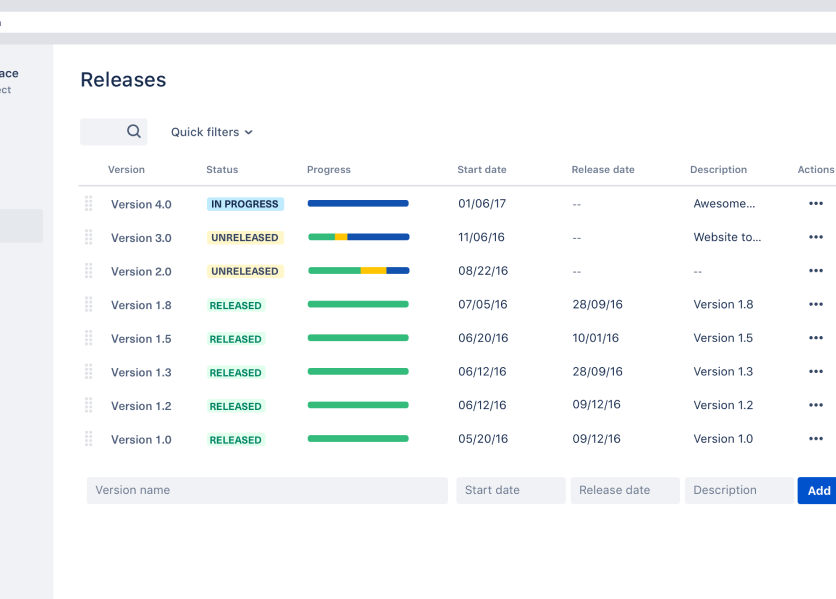 Releases
Quick filters
Version Status Progress Start date Release date Description Actions
Version 4.0 IN PROGRESS 01/06/17 -- Awesome...
Version 3.0 UNRELEASED 11/06/16 -- Website to...
Version 2.0 UNRELEASED 08/22/16 -- --
Version 1.8 RELEASED 07/05/16 28/09/16 Version 1.8
Version 1.5 RELEASED 06/20/16 10/01/16 Version 1.5
Version 1.3 RELEASED 06/12/16 28/09/16 Version 1.3
Version 1.2 RELEASED 06/12/16 09/12/16 Version 1.2
Version 1.0 RELEASED 05/20/16 09/12/16 Version 1.0
Version name Start date Release date Description Add